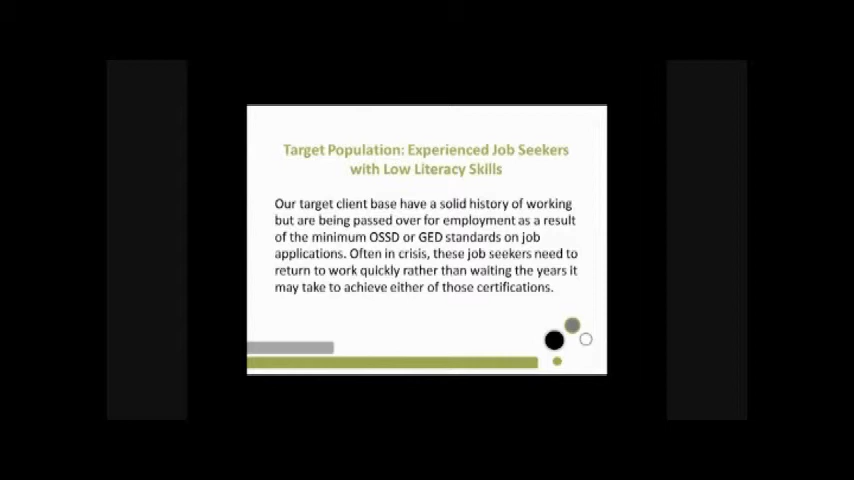 Target Population: Experienced Job Seekers
with Low Literacy Skills
Our target client base have a solid history of working
but are being passed over for employment as a result
of the minimum OSSD or GED standards on job
applications. Often in crisis, these job seekers need to
return to work quickly rather than waiting the years it
may take to achieve either of those certifications.